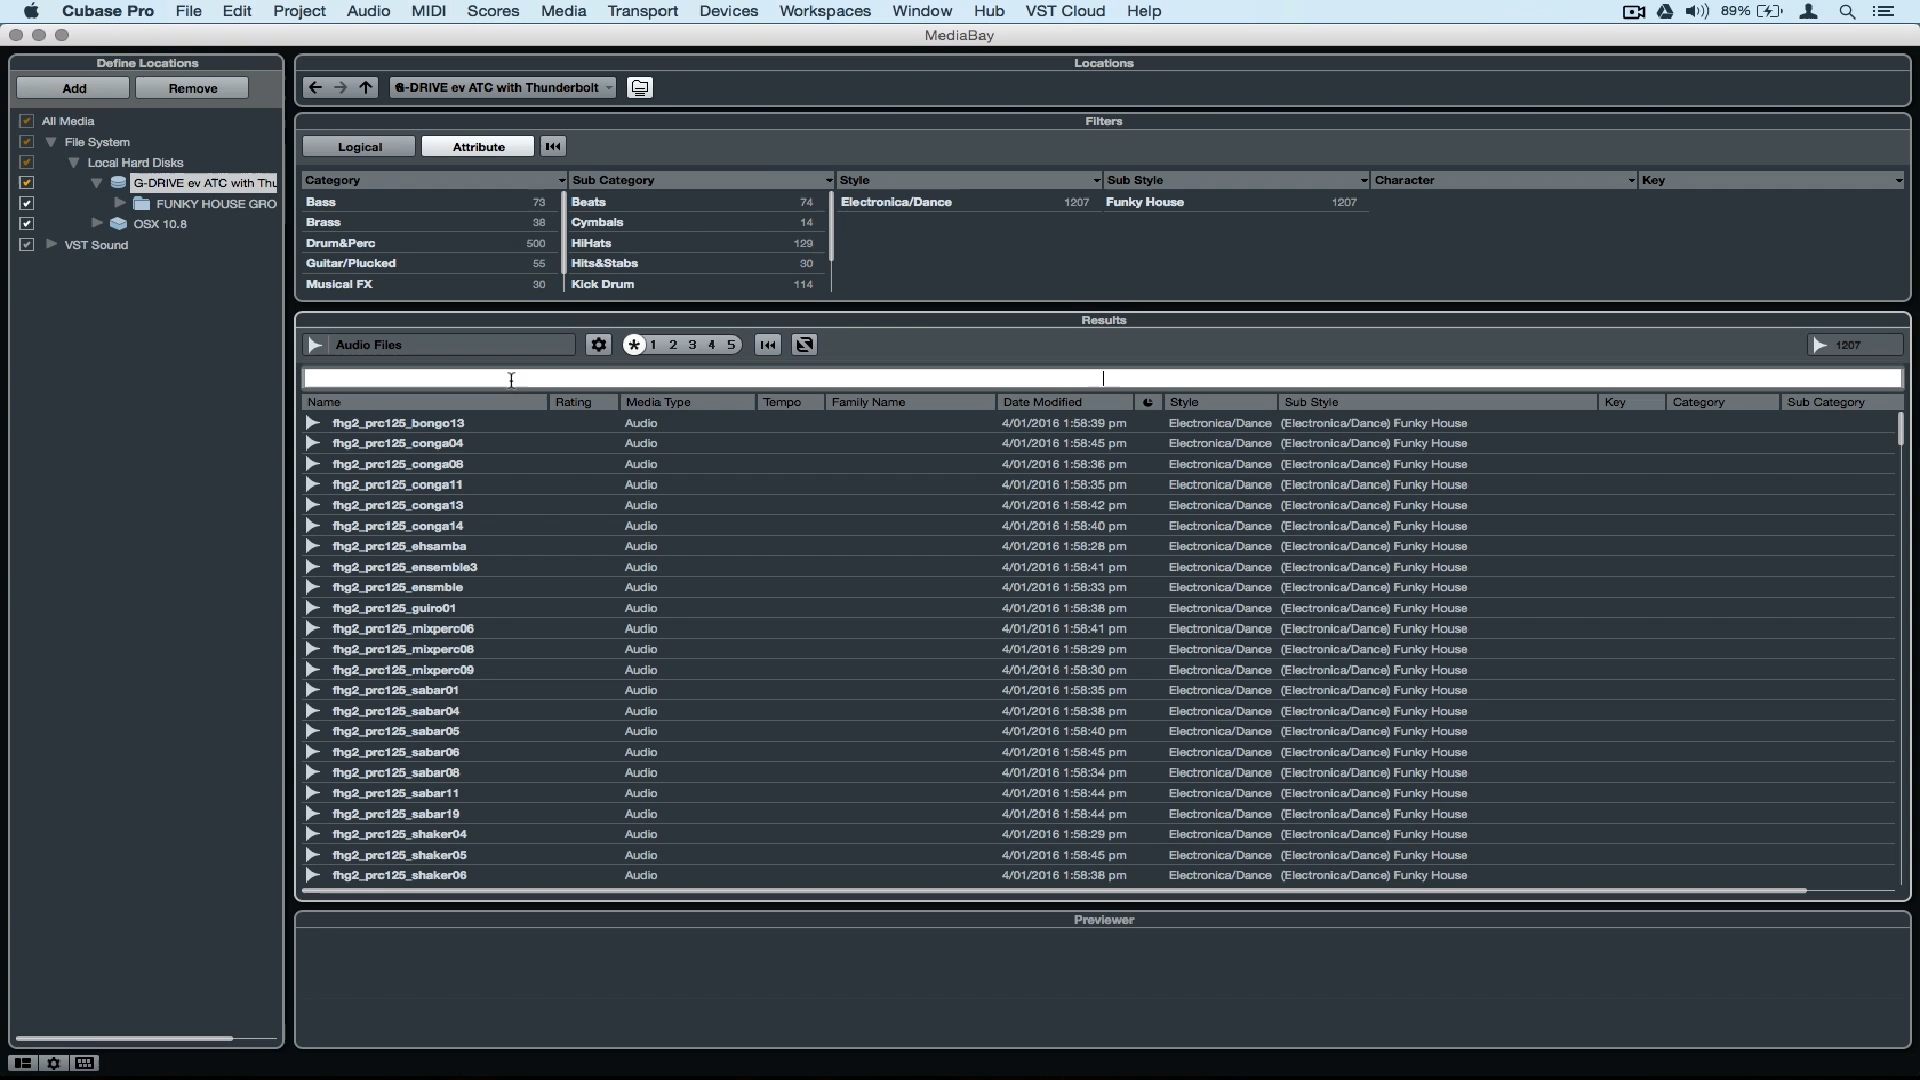 Cubase Pro File Edit Project Audio MIDI Scores Media Transport Devices Workspaces Window Hub VST Cloud Help 89%
MediaBay
Define Locations
Add Remove
All Media
File System
Local Hard Disks
G-DRIVE ev ATC with Thu
FUNKY HOUSE GRO
OSX 10.8
VST Sound
Locations
G-DRIVE ev ATC with Thunderbolt
Filters
Logical Attribute
Category Sub Category Style Sub Style Character Key
Bass 73 Beats 74 Electronica/Dance 1207 Funky House 1207
Brass 38 Cymbals 14
Drum&Perc 500 HiHats 129
Guitar/Plucked 55 Hits&Stabs 30
Musical FX 30 Kick Drum 114
Results
Audio Files 1 2 3 4 5 1207
Name Rating Media Type Tempo Family Name Date Modified Style Sub Style Key Category Sub Category
fhg2_prc125_bongo13 Audio 4/01/2016 1:58:39 pm Electronica/Dance (Electronica/Dance) Funky House
fhg2_prc125_conga04 Audio 4/01/2016 1:58:45 pm Electronica/Dance (Electronica/Dance) Funky House
fhg2_prc125_conga08 Audio 4/01/2016 1:58:36 pm Electronica/Dance (Electronica/Dance) Funky House
fhg2_prc125_conga11 Audio 4/01/2016 1:58:35 pm Electronica/Dance (Electronica/Dance) Funky House
fhg2_prc125_conga13 Audio 4/01/2016 1:58:42 pm Electronica/Dance (Electronica/Dance) Funky House
fhg2_prc125_conga14 Audio 4/01/2016 1:58:40 pm Electronica/Dance (Electronica/Dance) Funky House
fhg2_prc125_ehsamba Audio 4/01/2016 1:58:28 pm Electronica/Dance (Electronica/Dance) Funky House
fhg2_prc125_ensemble3 Audio 4/01/2016 1:58:41 pm Electronica/Dance (Electronica/Dance) Funky House
fhg2_prc125_ensmble Audio 4/01/2016 1:58:33 pm Electronica/Dance (Electronica/Dance) Funky House
fhg2_prc125_guiro01 Audio 4/01/2016 1:58:38 pm Electronica/Dance (Electronica/Dance) Funky House
fhg2_prc125_mixperc06 Audio 4/01/2016 1:58:41 pm Electronica/Dance (Electronica/Dance) Funky House
fhg2_prc125_mixperc08 Audio 4/01/2016 1:58:29 pm Electronica/Dance (Electronica/Dance) Funky House
fhg2_prc125_mixperc09 Audio 4/01/2016 1:58:30 pm Electronica/Dance (Electronica/Dance) Funky House
fhg2_prc125_sabar01 Audio 4/01/2016 1:58:35 pm Electronica/Dance (Electronica/Dance) Funky House
fhg2_prc125_sabar04 Audio 4/01/2016 1:58:38 pm Electronica/Dance (Electronica/Dance) Funky House
fhg2_prc125_sabar05 Audio 4/01/2016 1:58:40 pm Electronica/Dance (Electronica/Dance) Funky House
fhg2_prc125_sabar06 Audio 4/01/2016 1:58:45 pm Electronica/Dance (Electronica/Dance) Funky House
fhg2_prc125_sabar08 Audio 4/01/2016 1:58:34 pm Electronica/Dance (Electronica/Dance) Funky House
fhg2_prc125_sabar11 Audio 4/01/2016 1:58:44 pm Electronica/Dance (Electronica/Dance) Funky House
fhg2_prc125_sabar19 Audio 4/01/2016 1:58:44 pm Electronica/Dance (Electronica/Dance) Funky House
fhg2_prc125_shaker04 Audio 4/01/2016 1:58:29 pm Electronica/Dance (Electronica/Dance) Funky House
fhg2_prc125_shaker05 Audio 4/01/2016 1:58:45 pm Electronica/Dance (Electronica/Dance) Funky House
fhg2_prc125_shaker06 Audio 4/01/2016 1:58:38 pm Electronica/Dance (Electronica/Dance) Funky House
Previewer